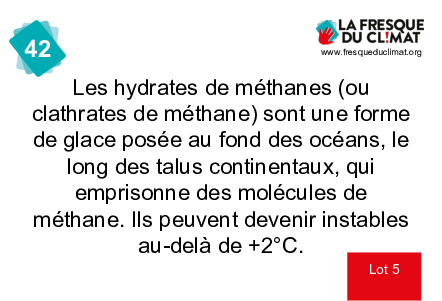 42
LA FRESQUE
DU CL!MAT
www.fresqueduclimat.org
Les hydrates de méthanes (ou
clathrates de méthane) sont une forme
de glace posée au fond des océans, le
long des talus continentaux, qui
emprisonne des molécules de
méthane. Ils peuvent devenir instables
au-delà de +2°C.
Lot 5